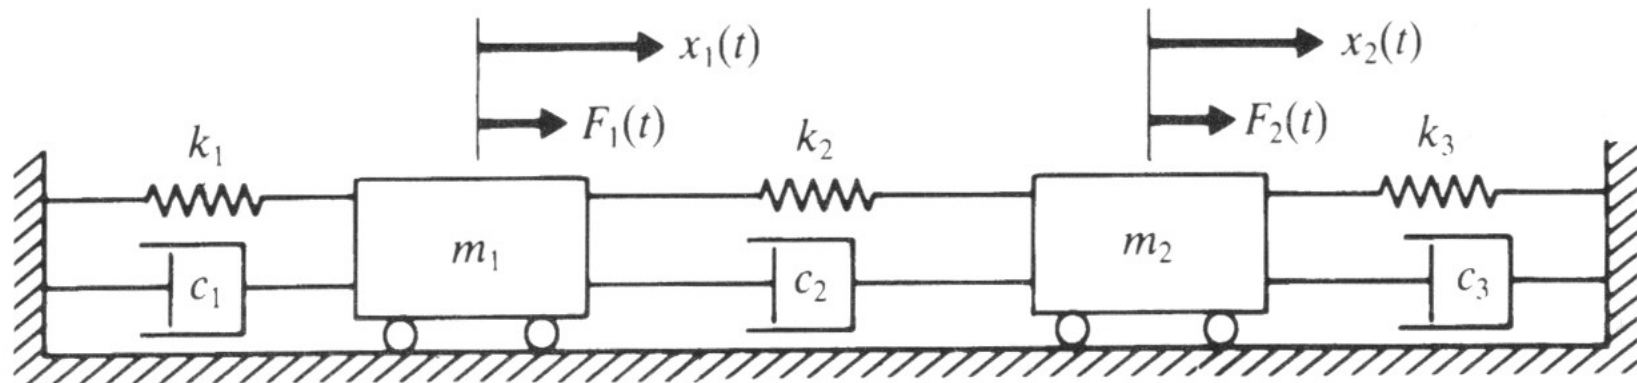 x₁(t)
x₂(t)
F₁(t)
F₂(t)
k₁
k₂
k₃
m₁
m₂
c₁
c₂
c₃